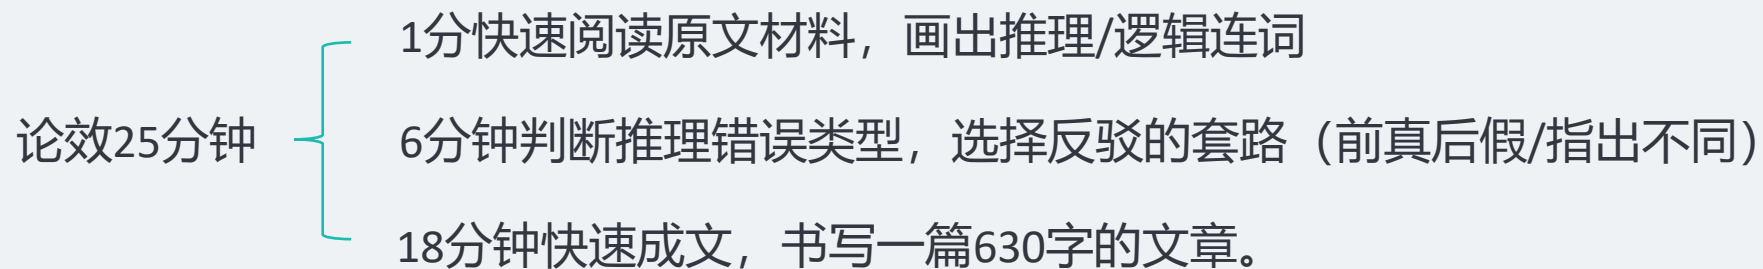 1分快速阅读原文材料，画出推理/逻辑连词
论效25分钟
6分钟判断推理错误类型，选择反驳的套路（前真后假/指出不同）
18分钟快速成文，书写一篇630字的文章。